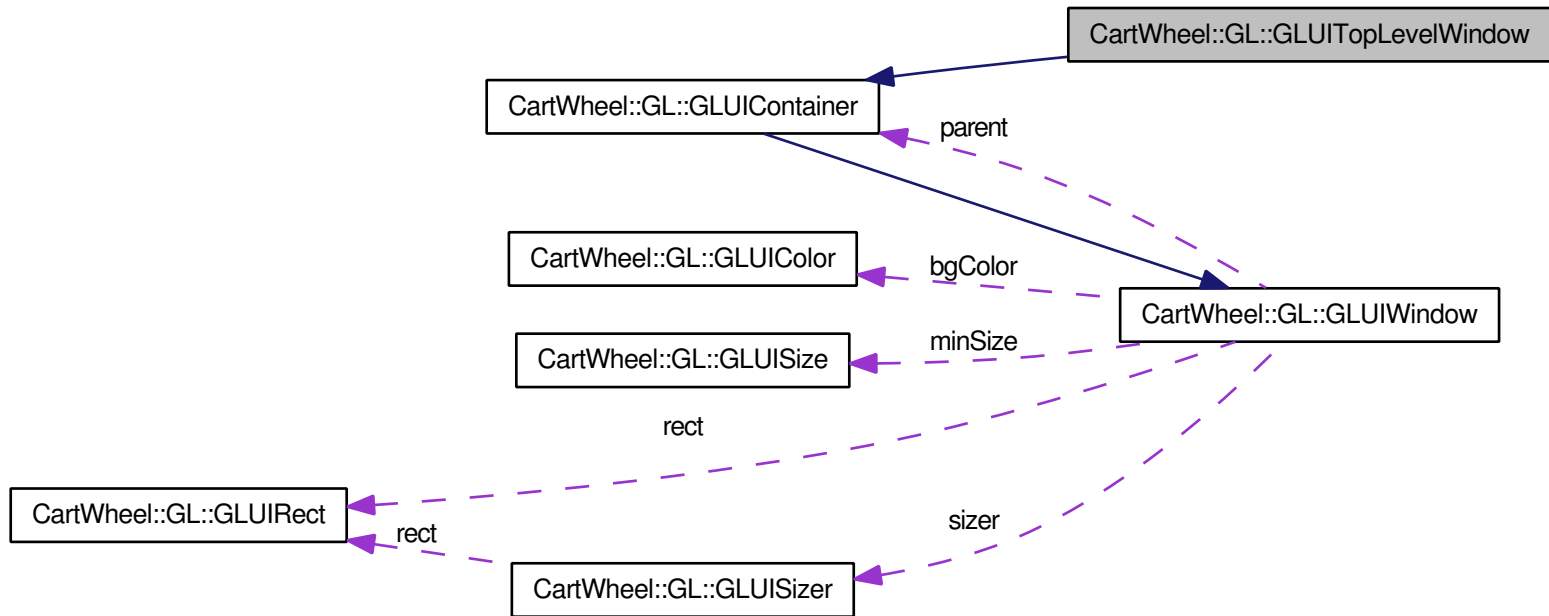 CartWheel::GL::GLUITopLevelWindow
CartWheel::GL::GLUIContainer
parent
CartWheel::GL::GLUIColor
bgColor
CartWheel::GL::GLUIWindow
minSize
CartWheel::GL::GLUISize
rect
CartWheel::GL::GLUIRect
rect
sizer
CartWheel::GL::GLUISizer